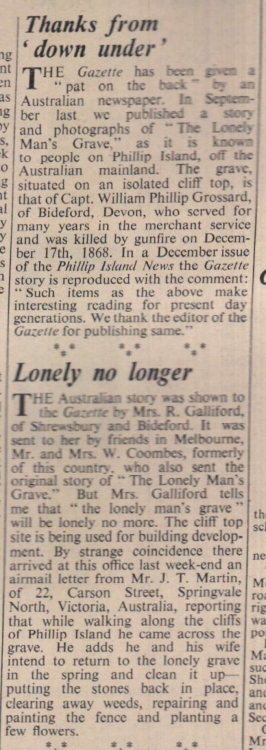 Thanks from
‘down under’
THE Gazette has been given a
“pat on the back” by an
Australian newspaper. In Septem-
ber last we published a story
and photographs of “The Lonely
Man's Grave,” as it is known
to people on Phillip Island, off the
Australian mainland. The grave,
situated on an isolated cliff top, is
that of Capt. William Phillip Grossard,
of Bideford, Devon, who served for
many years in the merchant service
and was killed by gunfire on Decem-
ber 17th, 1868. In a December issue
of the Phillip Island News the Gazette
story is reproduced with the comment:
“Such items as the above make
interesting reading for present day
generations. We thank the editor of the
Gazette for publishing same.”
Lonely no longer
THE Australian story was shown to
the Gazette by Mrs. R. Galliford,
of Shrewsbury and Bideford. It was
sent to her by friends in Melbourne,
Mr. and Mrs. W. Coombes, formerly
of this country, who also sent the
original story of “The Lonely Man's
Grave.” But Mrs. Galliford tells
me that “the lonely man's grave”
will be lonely no more. The cliff top
site is being used for building develop-
ment. By strange coincidence there
arrived at this office last week-end an
airmail letter from Mr. J. T. Martin,
of 22, Carson Street, Springvale
North, Victoria, Australia, reporting
that while walking along the cliffs
of Phillip Island he came across the
grave. He adds he and his wife
intend to return to the lonely grave
in the spring and clean it up—
putting the stones back in place,
clearing away weeds, repairing and
painting the fence and planting a
few flowers.